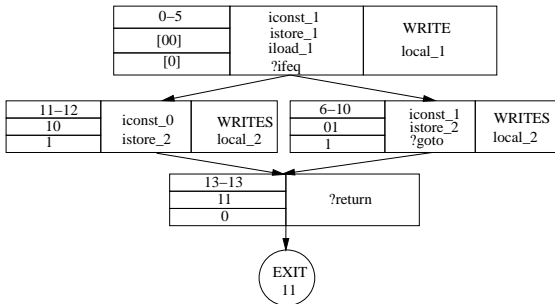 0–5
[00]
[0]
iconst_1
istore_1
iload_1
?ifeq
WRITE
local_1
11–12
10
1
iconst_0
istore_2
WRITES
local_2
6–10
01
1
iconst_1
istore_2
?goto
WRITES
local_2
13–13
11
0
?return
EXIT
11